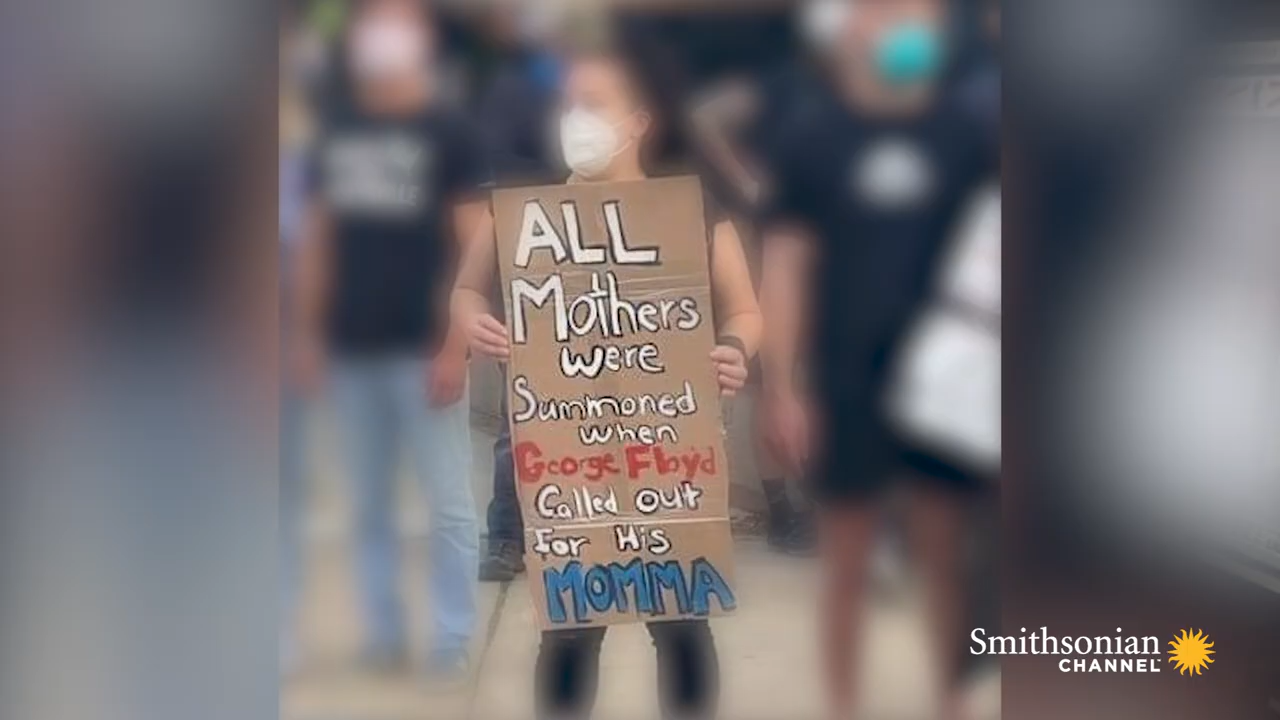 ALL
Mothers
were
Summoned
when
George Floyd
Called out
For His
MOMMA
Smithsonian
CHANNEL